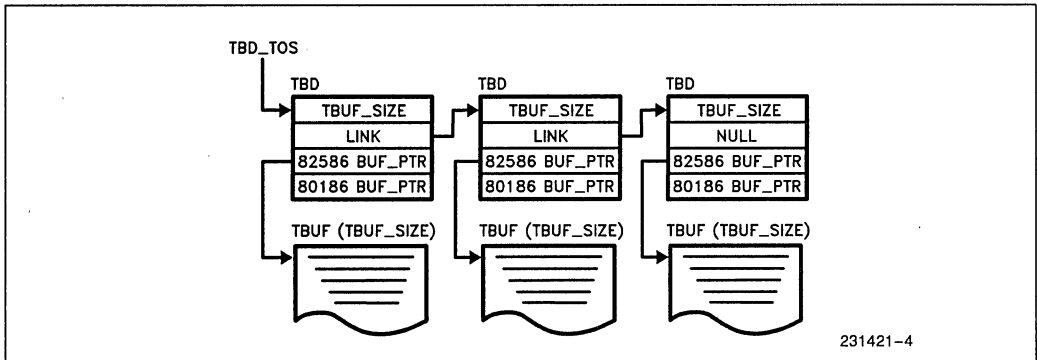 TBD_TOS
TBD TBD TBD
TBUF_SIZE TBUF_SIZE TBUF_SIZE
LINK LINK NULL
82586 BUF_PTR 82586 BUF_PTR 82586 BUF_PTR
80186 BUF_PTR 80186 BUF_PTR 80186 BUF_PTR
TBUF (TBUF_SIZE) TBUF (TBUF_SIZE) TBUF (TBUF_SIZE)
231421-4